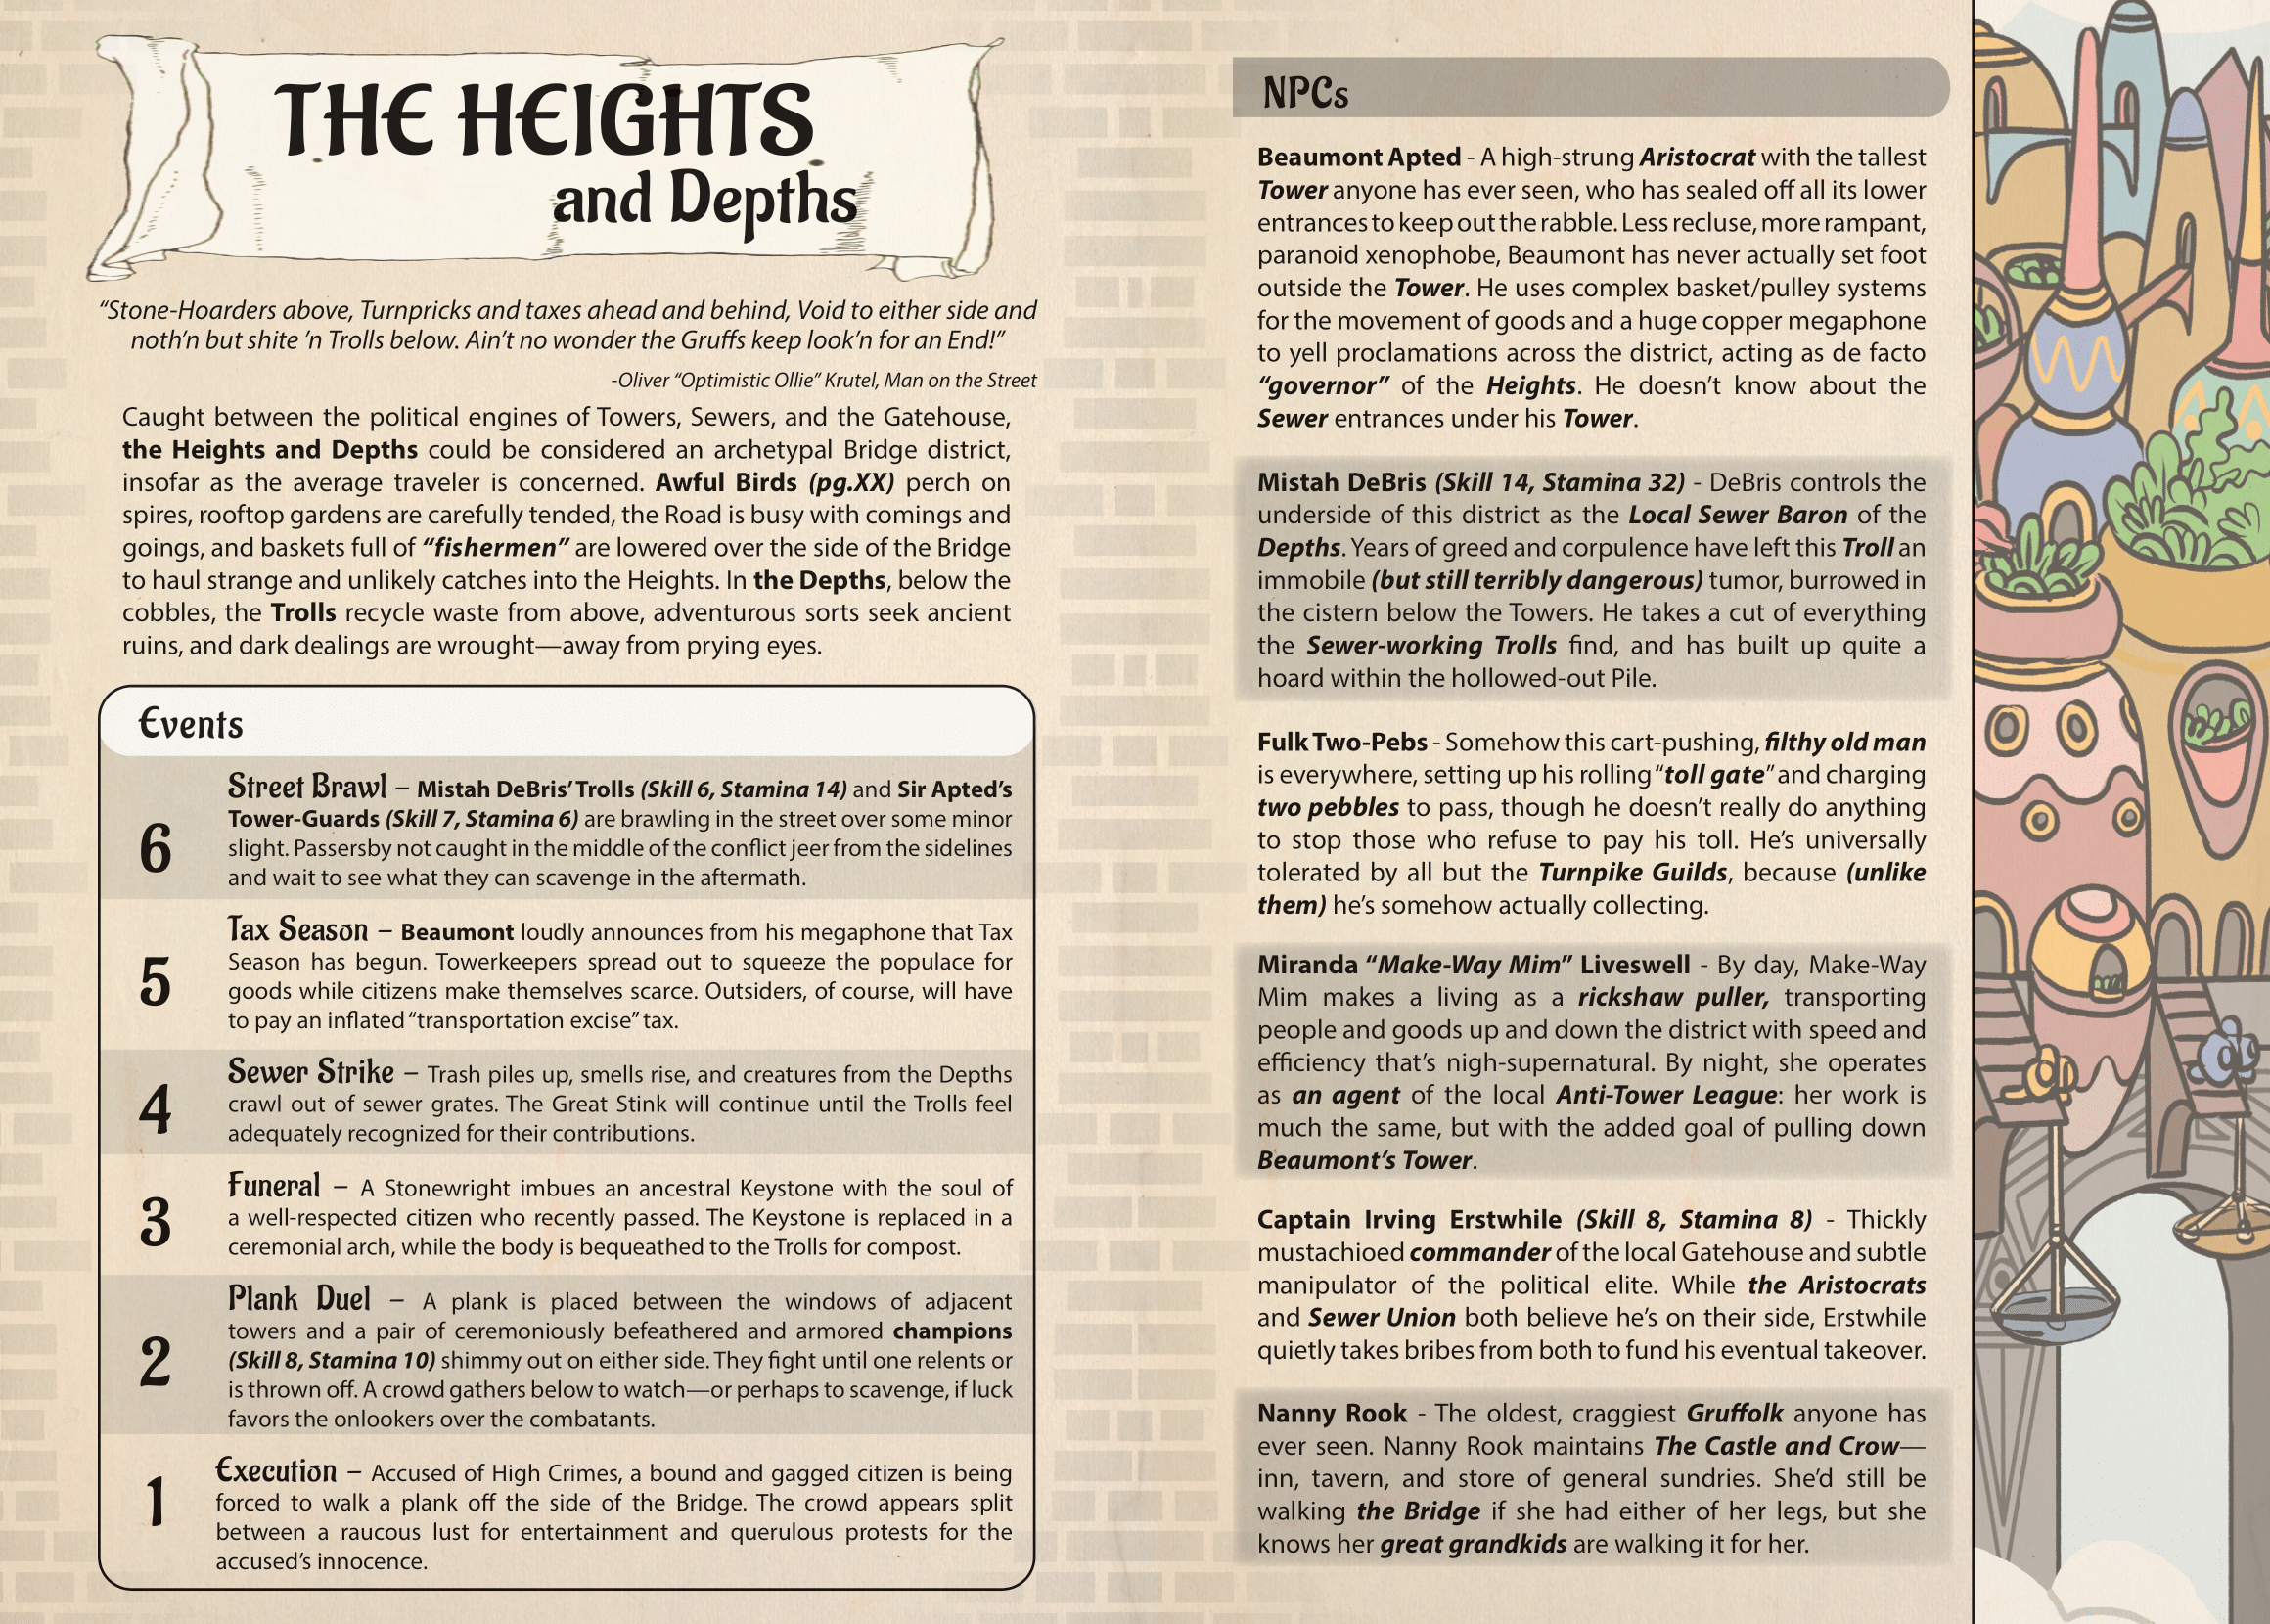 THE HEIGHTS
and Depths
“Stone-Hoarders above, Turnpricks and taxes ahead and behind, Void to either side and
noth’n but shite ’n Trolls below. Ain’t no wonder the Gruffs keep look’n for an End!”
-Oliver “Optimistic Ollie” Krutel, Man on the Street
Caught between the political engines of Towers, Sewers, and the Gatehouse,
the Heights and Depths could be considered an archetypal Bridge district,
insofar as the average traveler is concerned. Awful Birds (pg.XX) perch on
spires, rooftop gardens are carefully tended, the Road is busy with comings and
goings, and baskets full of “fishermen” are lowered over the side of the Bridge
to haul strange and unlikely catches into the Heights. In the Depths, below the
cobbles, the Trolls recycle waste from above, adventurous sorts seek ancient
ruins, and dark dealings are wrought—away from prying eyes.
Events
6
Street Brawl – Mistah DeBris’ Trolls (Skill 6, Stamina 14) and Sir Apted’s
Tower-Guards (Skill 7, Stamina 6) are brawling in the street over some minor
slight. Passersby not caught in the middle of the conflict jeer from the sidelines
and wait to see what they can scavenge in the aftermath.
5
Tax Season – Beaumont loudly announces from his megaphone that Tax
Season has begun. Towerkeepers spread out to squeeze the populace for
goods while citizens make themselves scarce. Outsiders, of course, will have
to pay an inflated “transportation excise” tax.
4
Sewer Strike – Trash piles up, smells rise, and creatures from the Depths
crawl out of sewer grates. The Great Stink will continue until the Trolls feel
adequately recognized for their contributions.
3
Funeral – A Stonewright imbues an ancestral Keystone with the soul of
a well-respected citizen who recently passed. The Keystone is replaced in a
ceremonial arch, while the body is bequeathed to the Trolls for compost.
2
Plank Duel – A plank is placed between the windows of adjacent
towers and a pair of ceremoniously befeathered and armored champions
(Skill 8, Stamina 10) shimmy out on either side. They fight until one relents or
is thrown off. A crowd gathers below to watch—or perhaps to scavenge, if luck
favors the onlookers over the combatants.
1
Execution – Accused of High Crimes, a bound and gagged citizen is being
forced to walk a plank off the side of the Bridge. The crowd appears split
between a raucous lust for entertainment and querulous protests for the
accused’s innocence.
NPCs
Beaumont Apted - A high-strung Aristocrat with the tallest
Tower anyone has ever seen, who has sealed off all its lower
entrances to keep out the rabble. Less recluse, more rampant,
paranoid xenophobe, Beaumont has never actually set foot
outside the Tower. He uses complex basket/pulley systems
for the movement of goods and a huge copper megaphone
to yell proclamations across the district, acting as de facto
“governor” of the Heights. He doesn’t know about the
Sewer entrances under his Tower.
Mistah DeBris (Skill 14, Stamina 32) - DeBris controls the
underside of this district as the Local Sewer Baron of the
Depths. Years of greed and corpulence have left this Troll an
immobile (but still terribly dangerous) tumor, burrowed in
the cistern below the Towers. He takes a cut of everything
the Sewer-working Trolls find, and has built up quite a
hoard within the hollowed-out Pile.
Fulk Two-Pebs - Somehow this cart-pushing, filthy old man
is everywhere, setting up his rolling “toll gate” and charging
two pebbles to pass, though he doesn’t really do anything
to stop those who refuse to pay his toll. He’s universally
tolerated by all but the Turnpike Guilds, because (unlike
them) he’s somehow actually collecting.
Miranda “Make-Way Mim” Liveswell - By day, Make-Way
Mim makes a living as a rickshaw puller, transporting
people and goods up and down the district with speed and
efficiency that’s nigh-supernatural. By night, she operates
as an agent of the local Anti-Tower League: her work is
much the same, but with the added goal of pulling down
Beaumont’s Tower.
Captain Irving Erstwhile (Skill 8, Stamina 8) - Thickly
mustachioed commander of the local Gatehouse and subtle
manipulator of the political elite. While the Aristocrats
and Sewer Union both believe he’s on their side, Erstwhile
quietly takes bribes from both to fund his eventual takeover.
Nanny Rook - The oldest, craggiest Gruffolk anyone has
ever seen. Nanny Rook maintains The Castle and Crow—
inn, tavern, and store of general sundries. She’d still be
walking the Bridge if she had either of her legs, but she
knows her great grandkids are walking it for her.